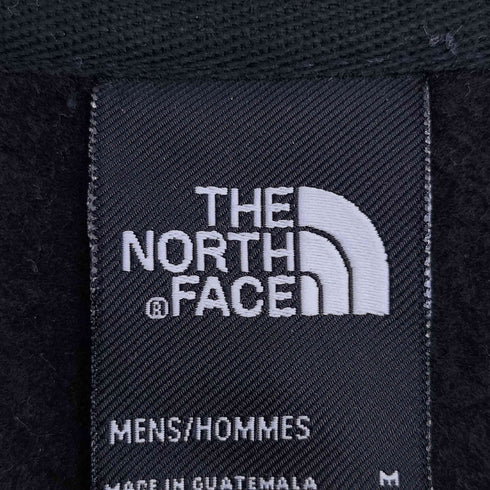 THE
NORTH
® FACE
MENS/HOMMES
MADE IN GUATEMALA M